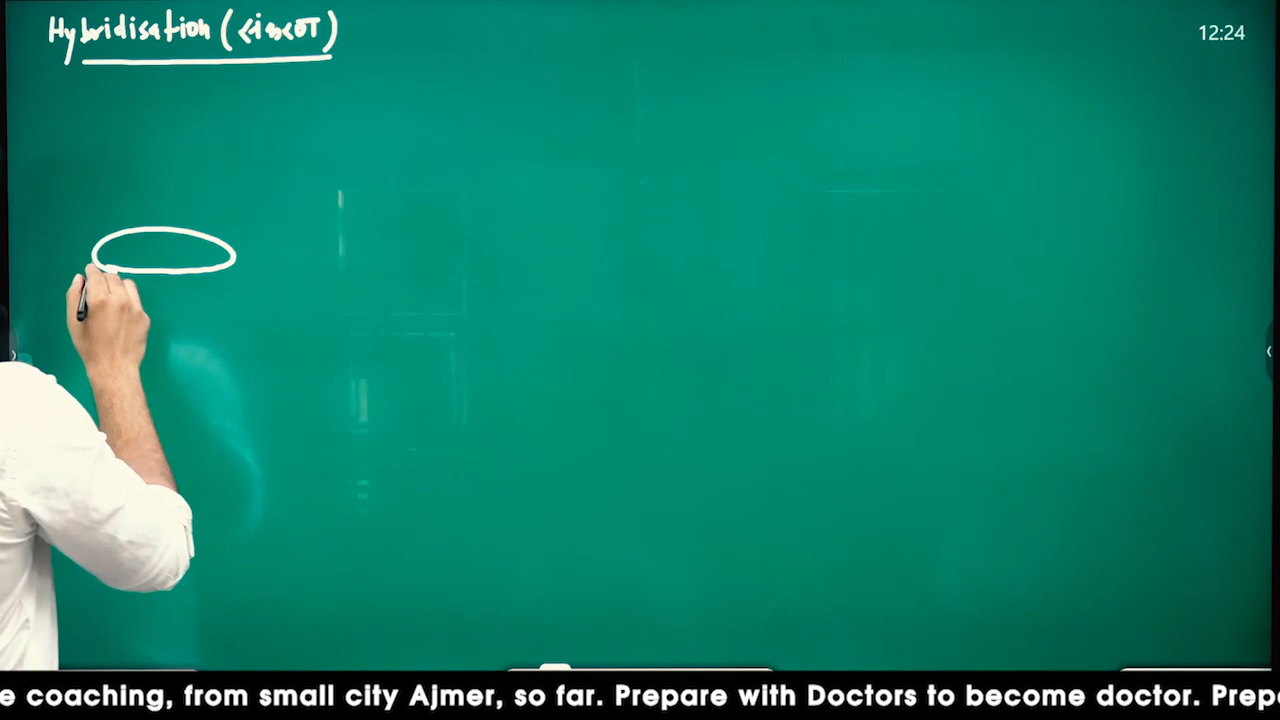 Hybridisation (
12:24
e coaching, from small city Ajmer, so far. Prepare with Doctors to become doctor. Prep